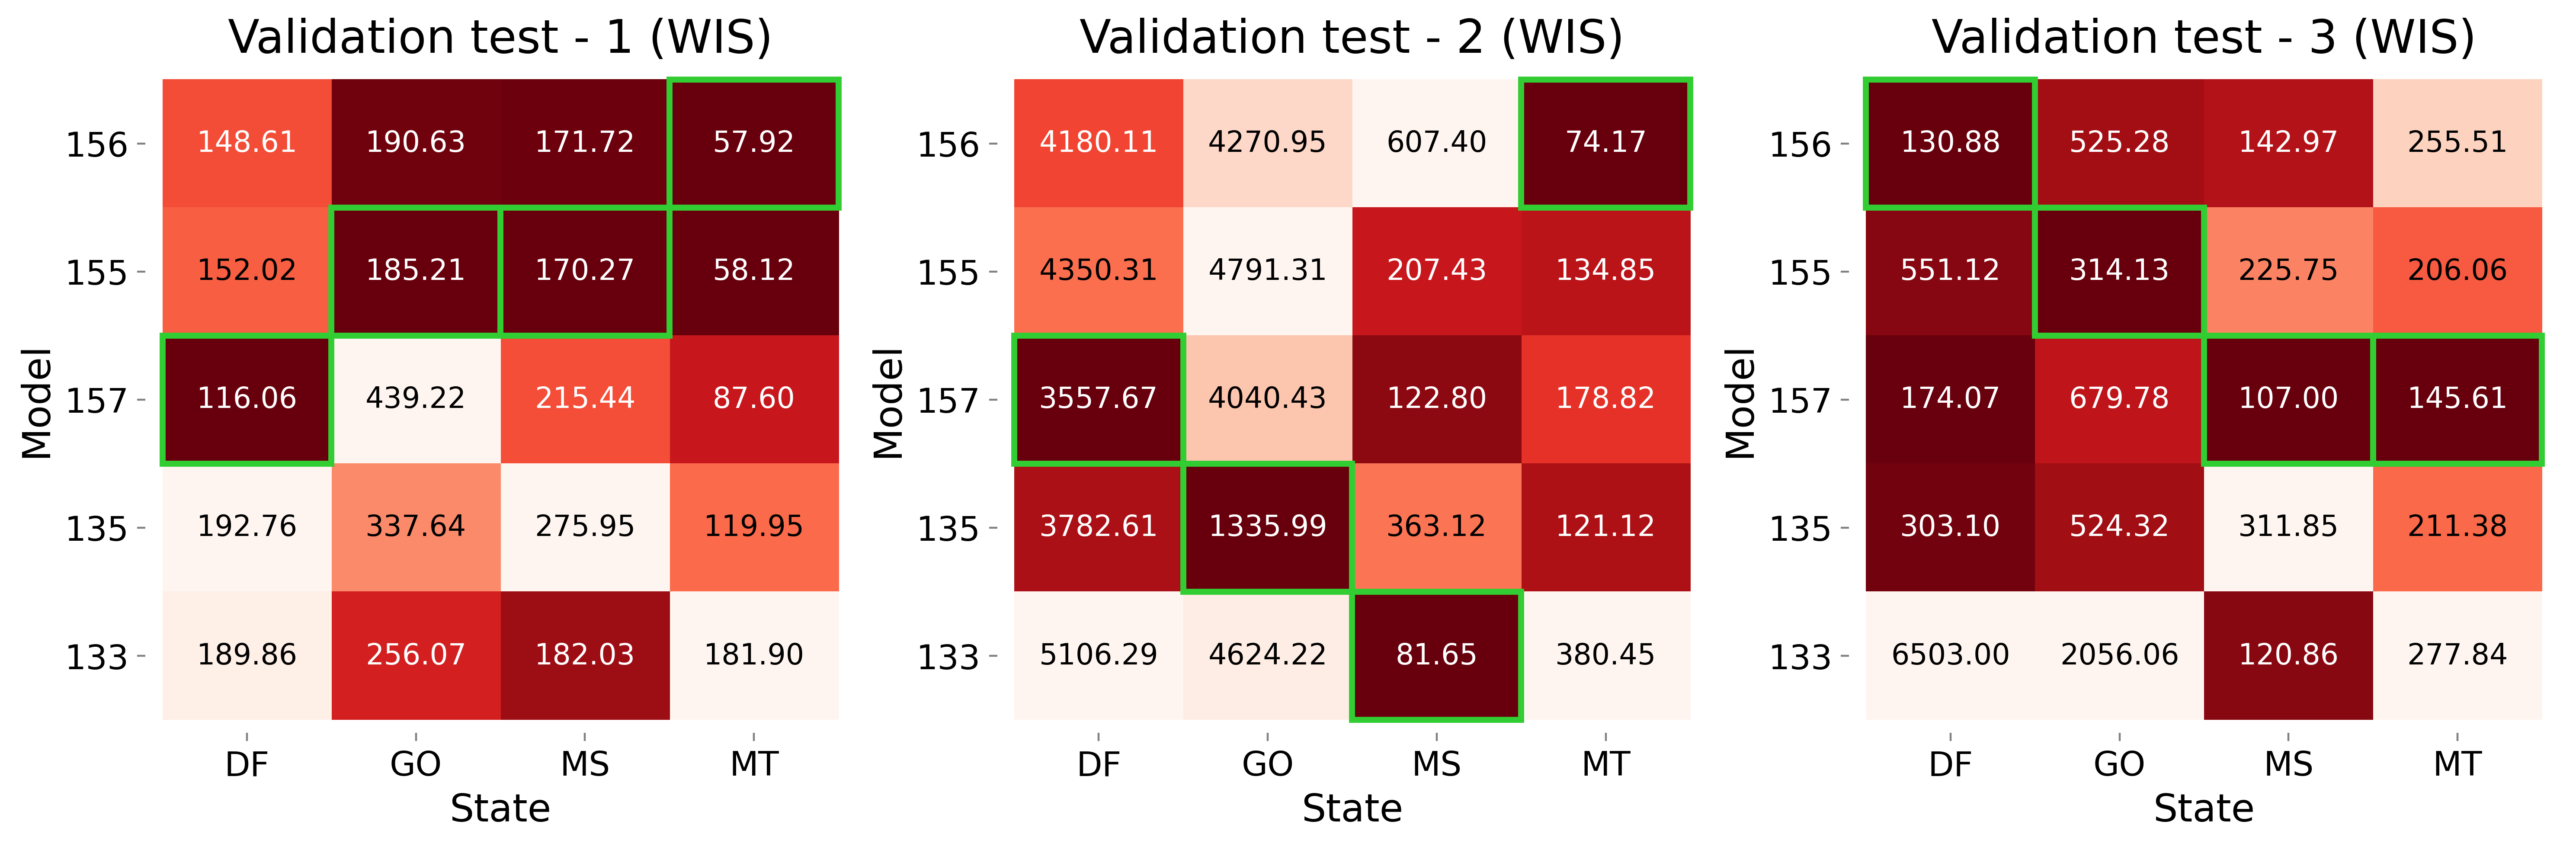 Validation test - 1 (WIS)
Model
156 148.61 190.63 171.72 57.92
155 152.02 185.21 170.27 58.12
157 116.06 439.22 215.44 87.60
135 192.76 337.64 275.95 119.95
133 189.86 256.07 182.03 181.90
DF GO MS MT
State
Validation test - 2 (WIS)
Model
156 4180.11 4270.95 607.40 74.17
155 4350.31 4791.31 207.43 134.85
157 3557.67 4040.43 122.80 178.82
135 3782.61 1335.99 363.12 121.12
133 5106.29 4624.22 81.65 380.45
DF GO MS MT
State
Validation test - 3 (WIS)
Model
156 130.88 525.28 142.97 255.51
155 551.12 314.13 225.75 206.06
157 174.07 679.78 107.00 145.61
135 303.10 524.32 311.85 211.38
133 6503.00 2056.06 120.86 277.84
DF GO MS MT
State